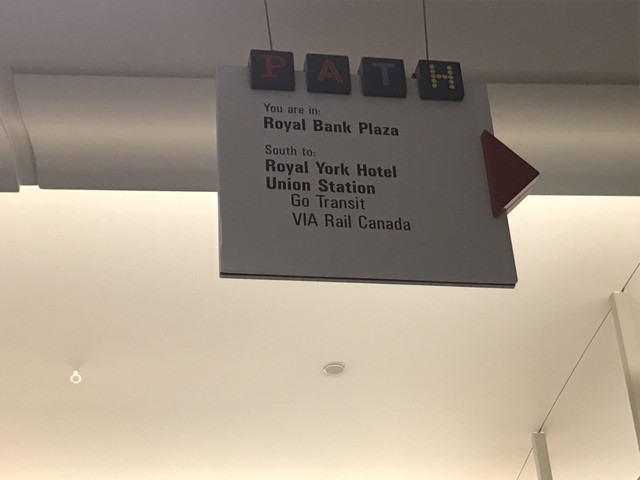 PATH
You are in:
Royal Bank Plaza
South to:
Royal York Hotel
Union Station
Go Transit
VIA Rail Canada